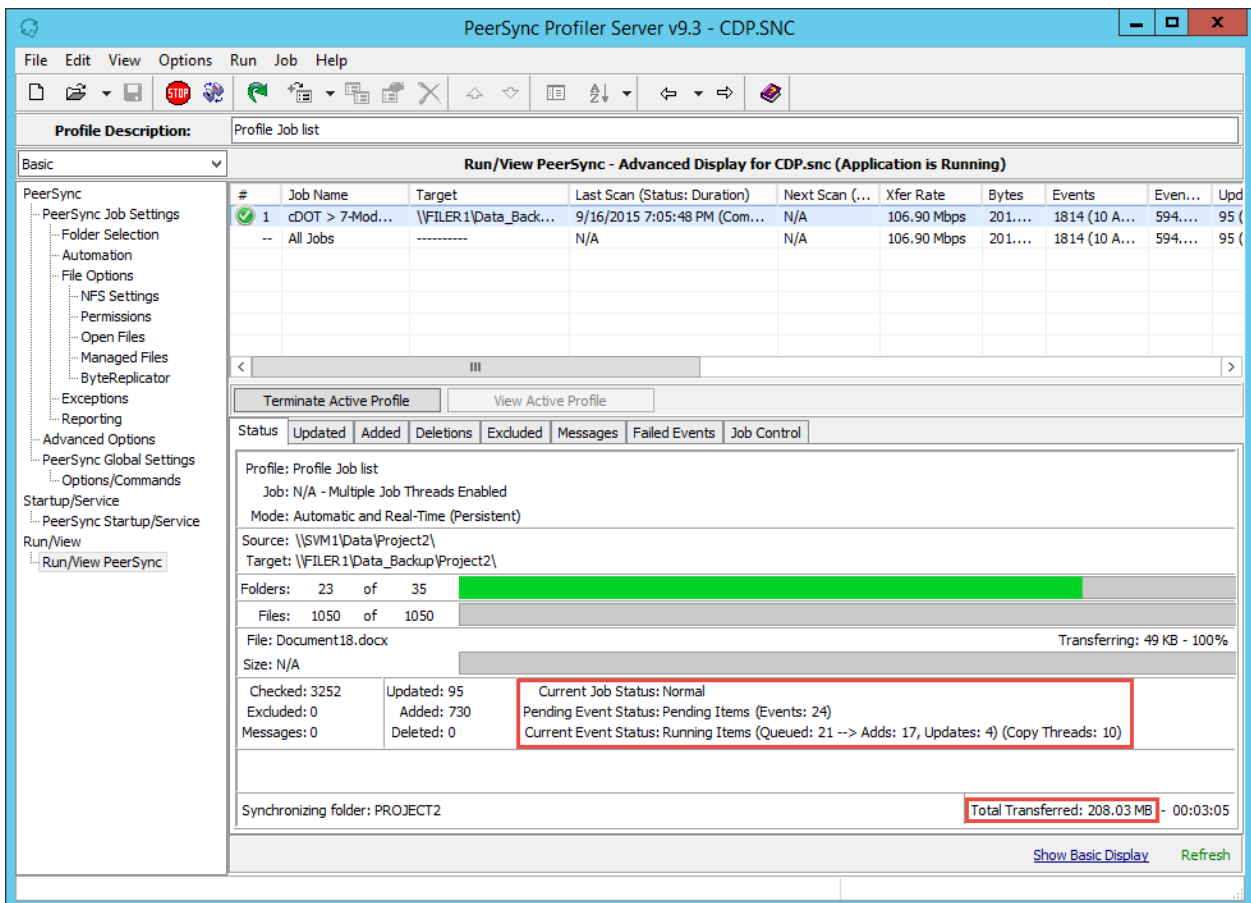 PeerSync Profiler Server v9.3 - CDP.SNC
File Edit View Options Run Job Help
STOP
Profile Description: Profile Job list
Basic
Run/View PeerSync - Advanced Display for CDP.snc (Application is Running)
PeerSync
PeerSync Job Settings
Folder Selection
Automation
File Options
NFS Settings
Permissions
Open Files
Managed Files
ByteReplicator
Exceptions
Reporting
Advanced Options
PeerSync Global Settings
Options/Commands
Startup/Service
PeerSync Startup/Service
Run/View
Run/View PeerSync
# Job Name Target Last Scan (Status: Duration) Next Scan (... Xfer Rate Bytes Events Even... Upd
1 cDOT > 7-Mod... \\FILER1\Data_Back... 9/16/2015 7:05:48 PM (Com... N/A 106.90 Mbps 201.... 1814 (10 A... 594.... 95 (
-- All Jobs ---------- N/A N/A 106.90 Mbps 201.... 1814 (10 A... 594.... 95 (
Terminate Active Profile View Active Profile
Status Updated Added Deletions Excluded Messages Failed Events Job Control
Profile: Profile Job list
Job: N/A - Multiple Job Threads Enabled
Mode: Automatic and Real-Time (Persistent)
Source: \\SVM1\Data\Project2\
Target: \\FILER1\Data_Backup\Project2\
Folders: 23 of 35
Files: 1050 of 1050
File: Document18.docx Transferring: 49 KB - 100%
Size: N/A
Checked: 3252 Updated: 95 Current Job Status: Normal
Excluded: 0 Added: 730 Pending Event Status: Pending Items (Events: 24)
Messages: 0 Deleted: 0 Current Event Status: Running Items (Queued: 21 --> Adds: 17, Updates: 4) (Copy Threads: 10)
Synchronizing folder: PROJECT2 Total Transferred: 208.03 MB - 00:03:05
Show Basic Display Refresh